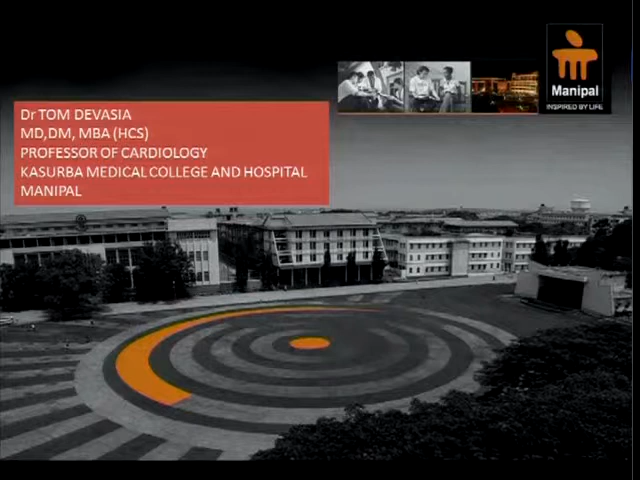 Dr TOM DEVASIA
MD,DM, MBA (HCS)
PROFESSOR OF CARDIOLOGY
KASURBA MEDICAL COLLEGE AND HOSPITAL
MANIPAL
Manipal
INSPIRED BY LIFE